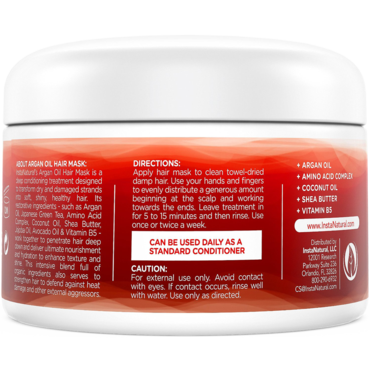 ABOUT ARGAN OIL HAIR MASK:
InstaNatural's Argan Oil Hair Mask is a
deep conditioning treatment designed
to transform dry and damaged strands
into soft, shiny, healthy hair. Its
restorative ingredients - such as Argan
Oil, Japanese Green Tea, Amino Acid
Complex, Coconut Oil, Shea Butter,
Jojoba Oil, Avocado Oil & Vitamin B5 -
work together to penetrate hair deep
down and deliver ultimate nourishment
and hydration to enhance texture and
shine. This intensive blend full of
organic ingredients also serves to
strengthen hair to defend against heat
damage and other external aggressors.
DIRECTIONS:
Apply hair mask to clean towel-dried
damp hair. Use your hands and fingers
to evenly distribute a generous amount
beginning at the scalp and working
towards the ends. Leave treatment in
for 5 to 15 minutes and then rinse. Use
once or twice a week.
CAN BE USED DAILY AS A
STANDARD CONDITIONER
CAUTION:
For external use only. Avoid contact
with eyes. If contact occurs, rinse well
with water. Use only as directed.
+ ARGAN OIL
+ AMINO ACID COMPLEX
+ COCONUT OIL
+ SHEA BUTTER
+ VITAMIN B5
www.InstaNatural.com
Distributed by
InstaNatural, LLC
12001 Research
Parkway Suite 236
Orlando, FL 32826
800-290-6932
CS@InstaNatural.com